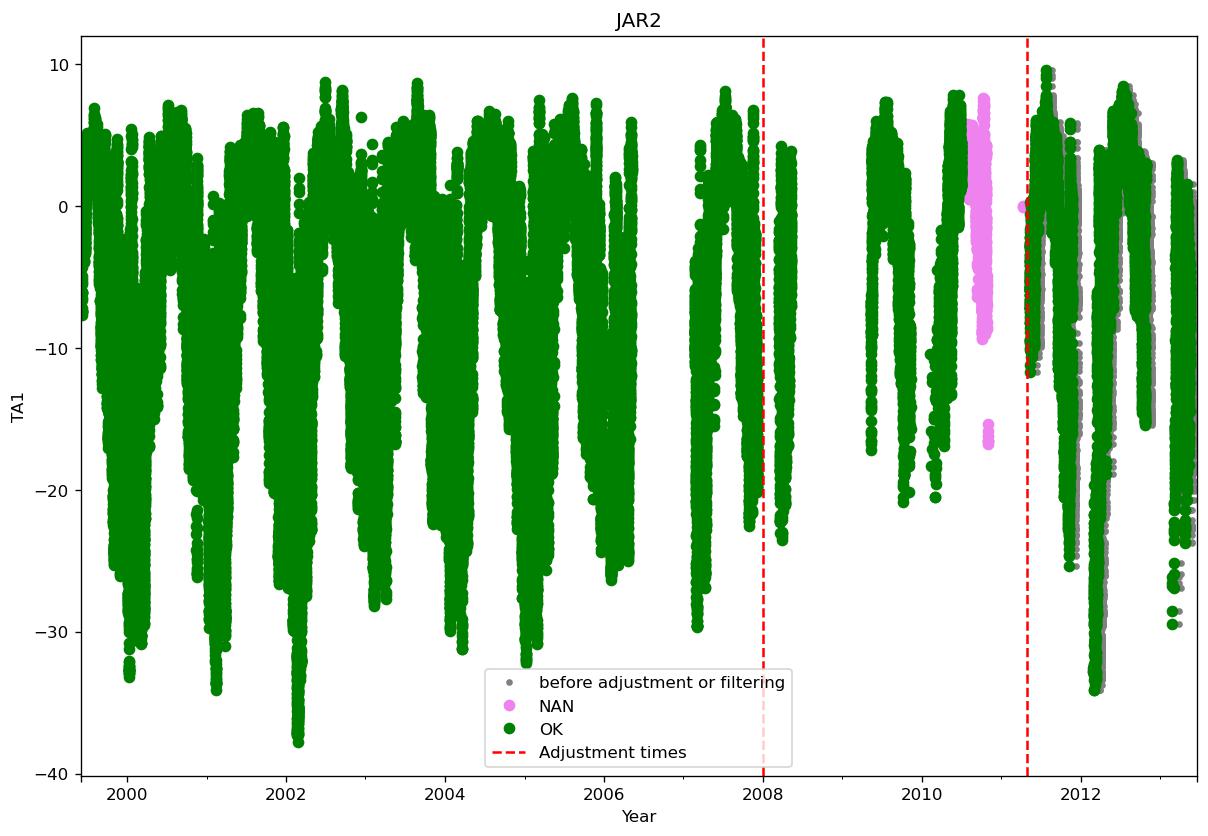 JAR2
10
0
−10
−20
−30
−40
TA1
before adjustment or filtering
NAN
OK
Adjustment times
2000
2002
2004
2006
2008
2010
2012
Year